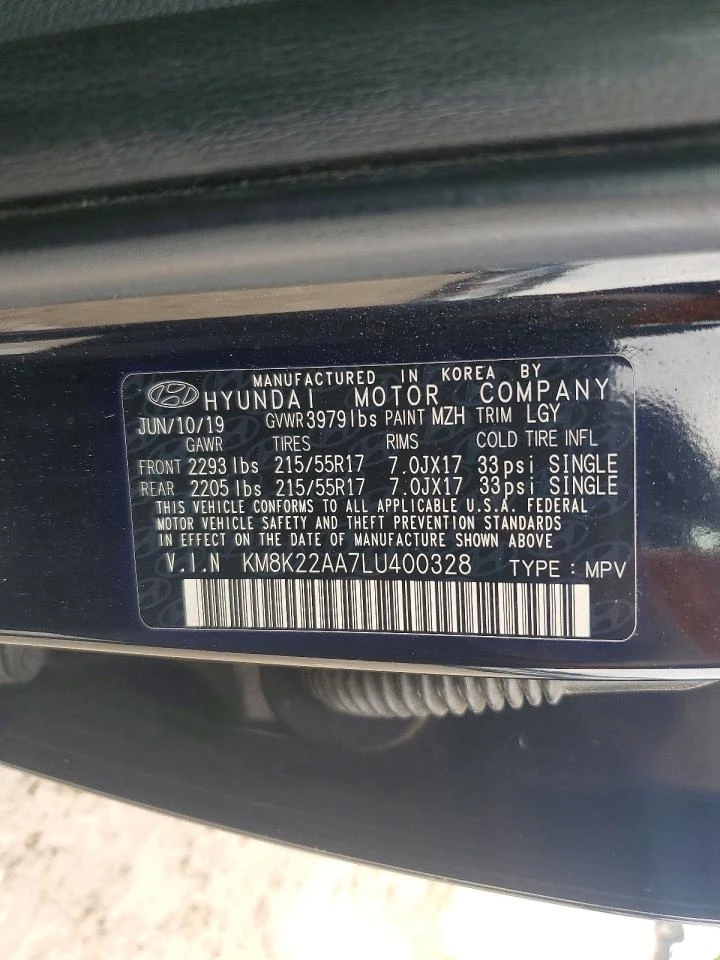 MANUFACTURED IN KOREA BY
HYUNDAI MOTOR COMPANY
JUN/10/19 GVWR 3979lbs PAINT MZH TRIM LGY
GAWR TIRES RIMS COLD TIRE INFL
FRONT 2293 lbs 215/55R17 7.0JX17 33psi SINGLE
REAR 2205 lbs 215/55R17 7.0JX17 33psi SINGLE
THIS VEHICLE CONFORMS TO ALL APPLICABLE U.S.A. FEDERAL
MOTOR VEHICLE SAFETY AND THEFT PREVENTION STANDARDS
IN EFFECT ON THE DATE OF MANUFACTURE SHOWN ABOVE
V.I.N KM8K22AA7LU400328 TYPE : MPV